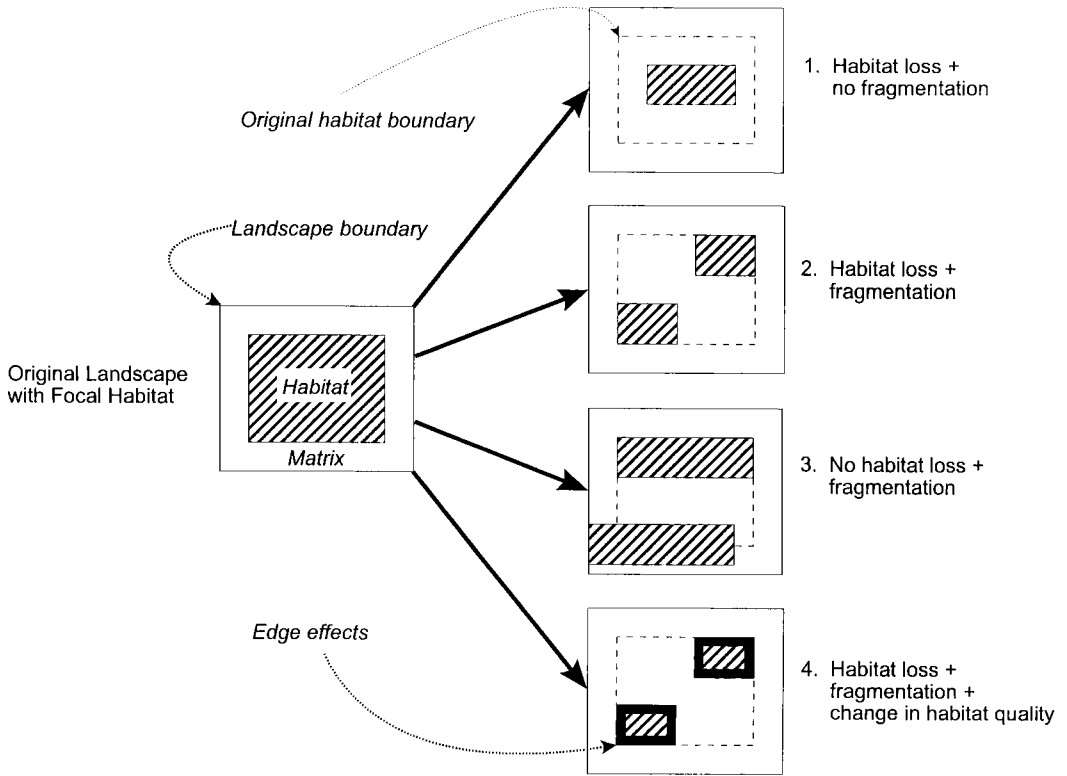 Original habitat boundary
Landscape boundary
Original Landscape
with Focal Habitat
Habitat
Matrix
Edge effects
1. Habitat loss +
no fragmentation
2. Habitat loss +
fragmentation
3. No habitat loss +
fragmentation
4. Habitat loss +
fragmentation +
change in habitat quality